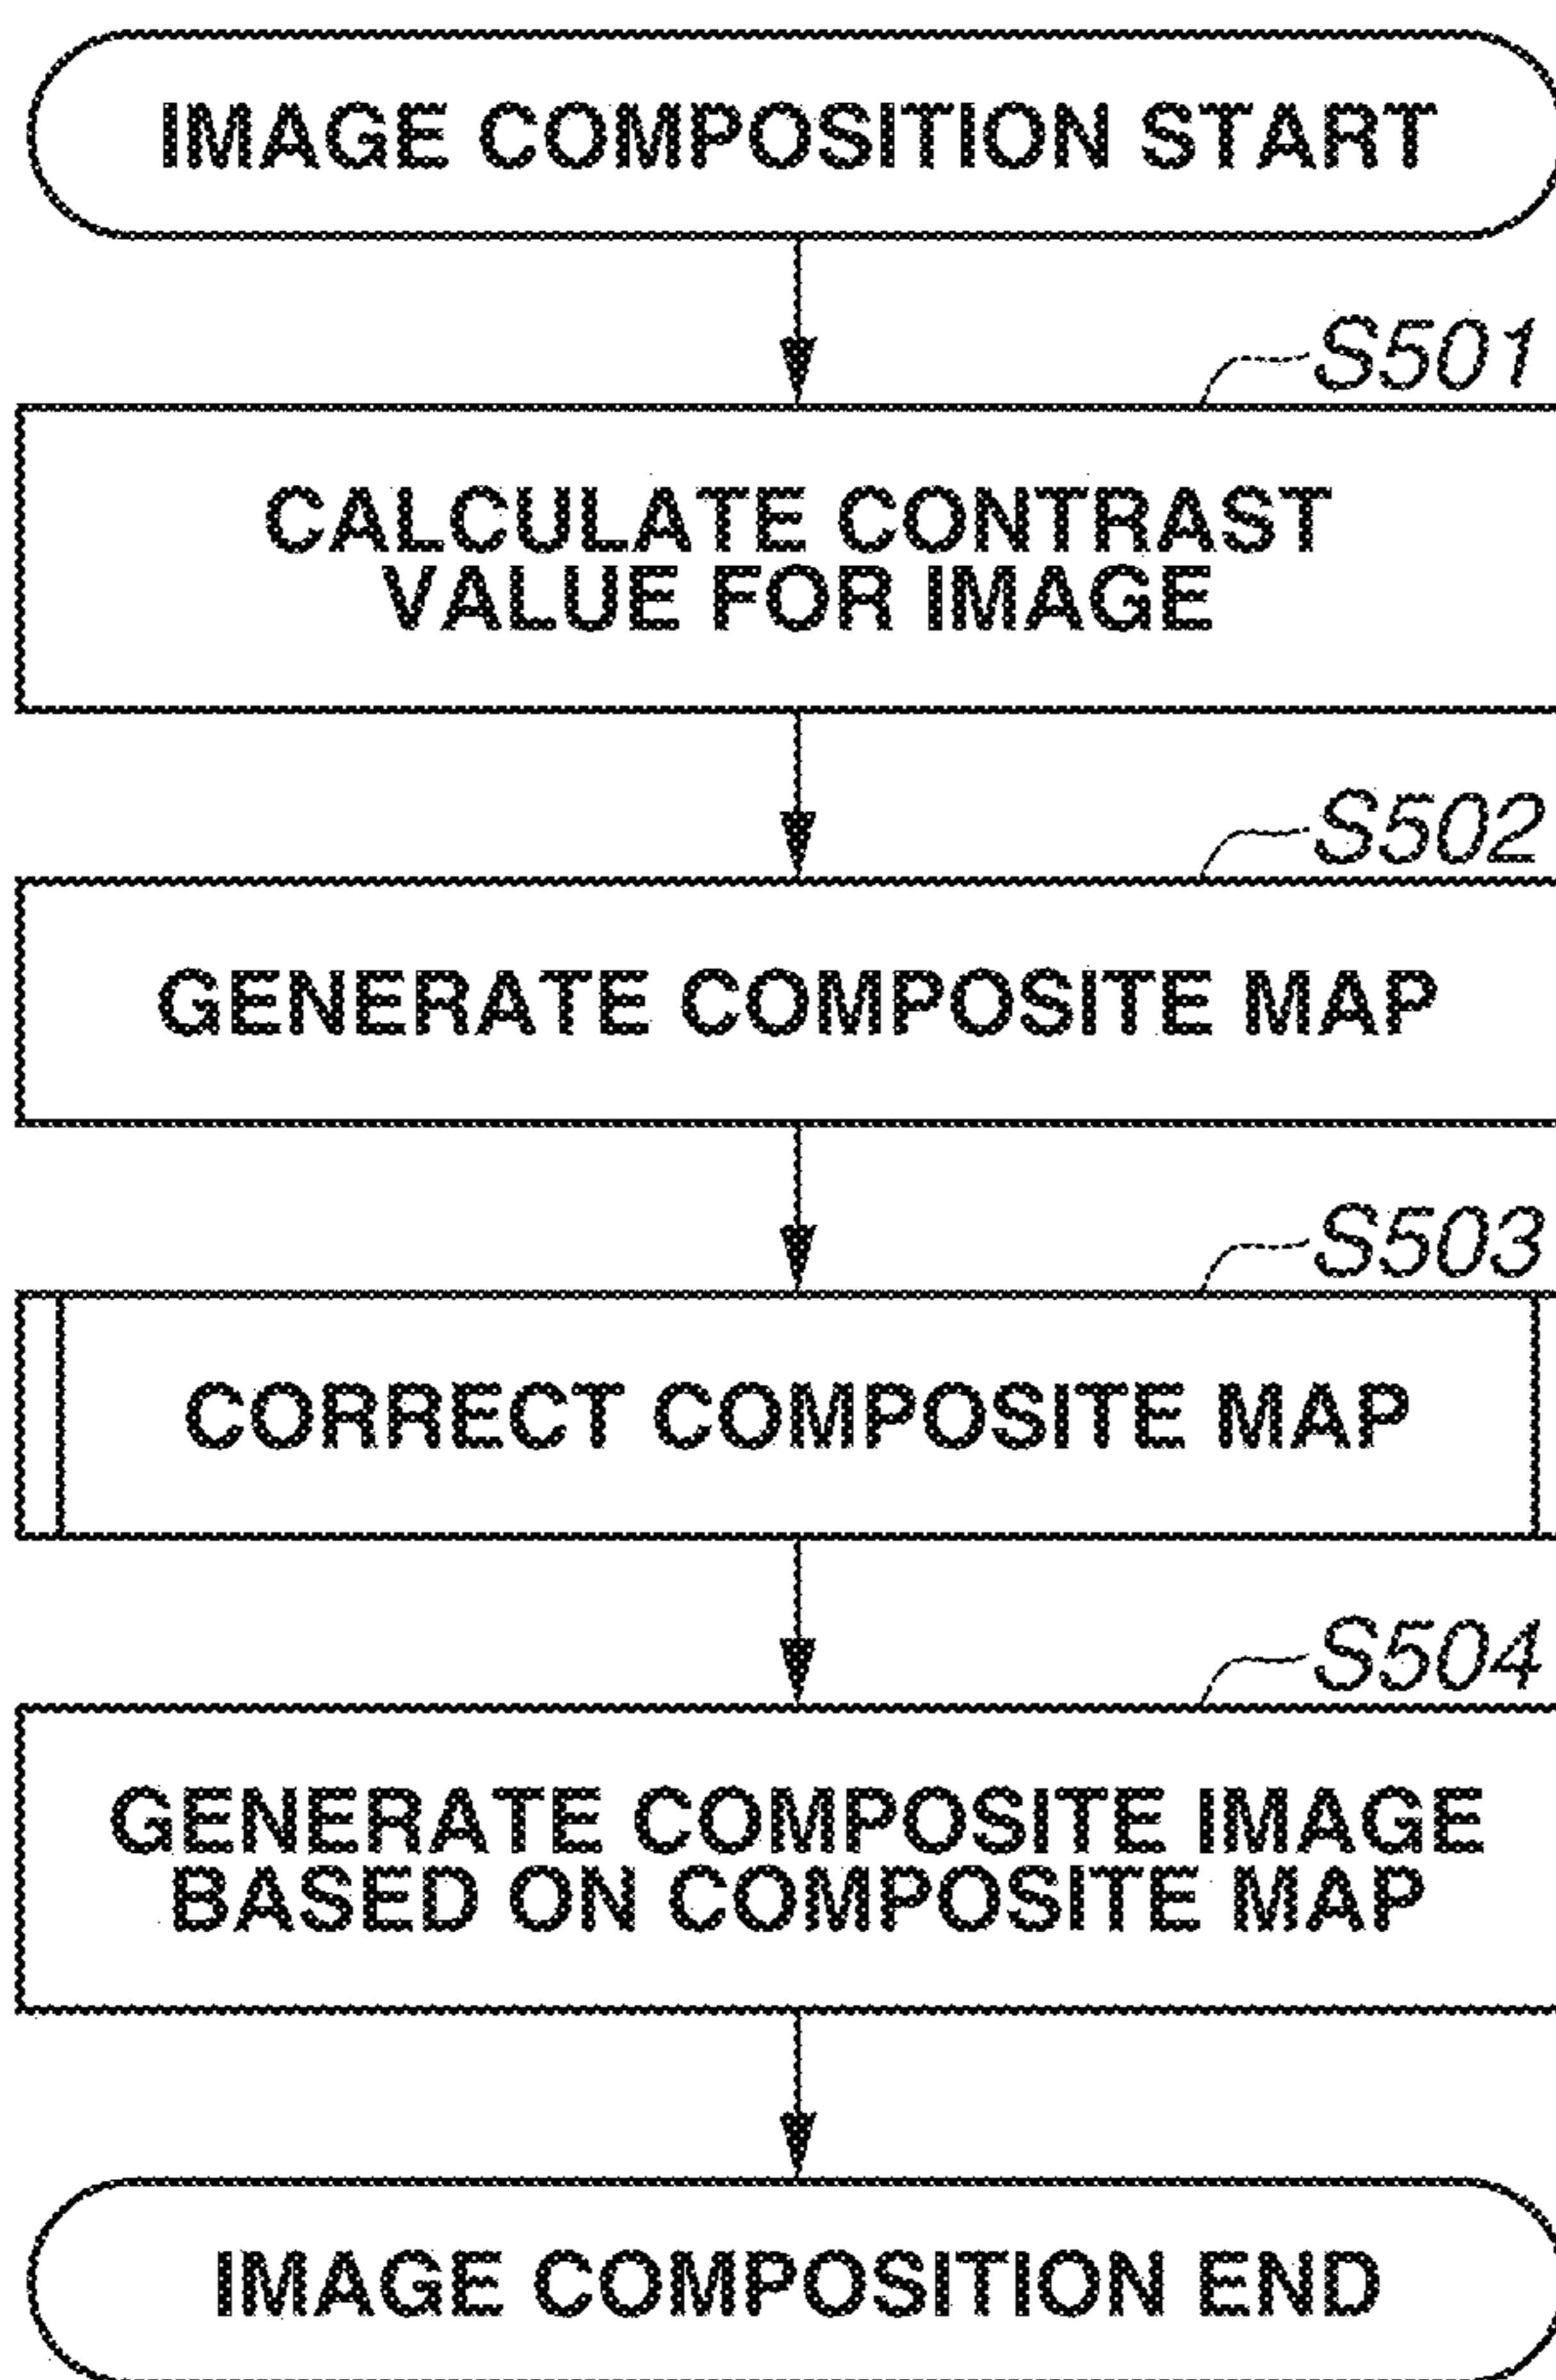 IMAGE COMPOSITION START
S501
CALCULATE CONTRAST
VALUE FOR IMAGE
S502
GENERATE COMPOSITE MAP
S503
CORRECT COMPOSITE MAP
S504
GENERATE COMPOSITE IMAGE
BASED ON COMPOSITE MAP
IMAGE COMPOSITION END